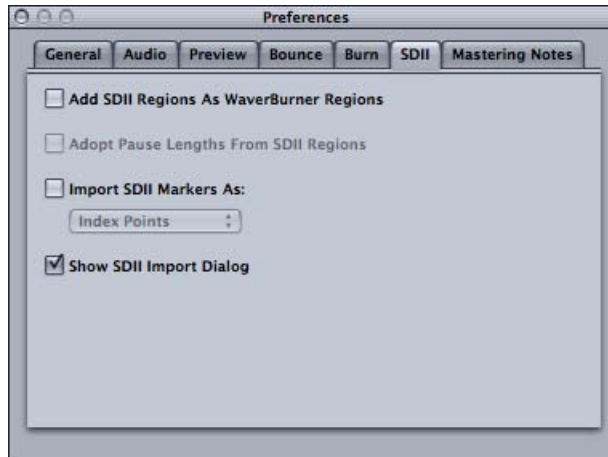 Preferences
General Audio Preview Bounce Burn SDII Mastering Notes
Add SDII Regions As WaverBurner Regions
Adopt Pause Lengths From SDII Regions
Import SDII Markers As:
Index Points
Show SDII Import Dialog